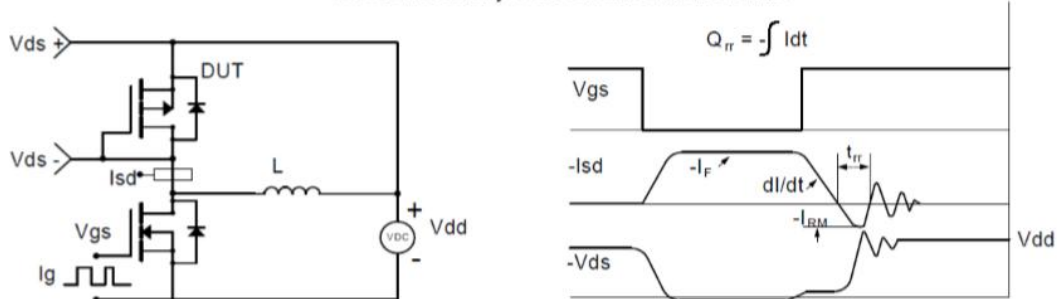 Vds +
DUT
Vds -
Isd
L
Vgs
+
VDC
Vdd
-
Ig
Qrr = -∫ Idt
Vgs
-Isd
-IF
dI/dt
trr
-IRM
Vdd
-Vds